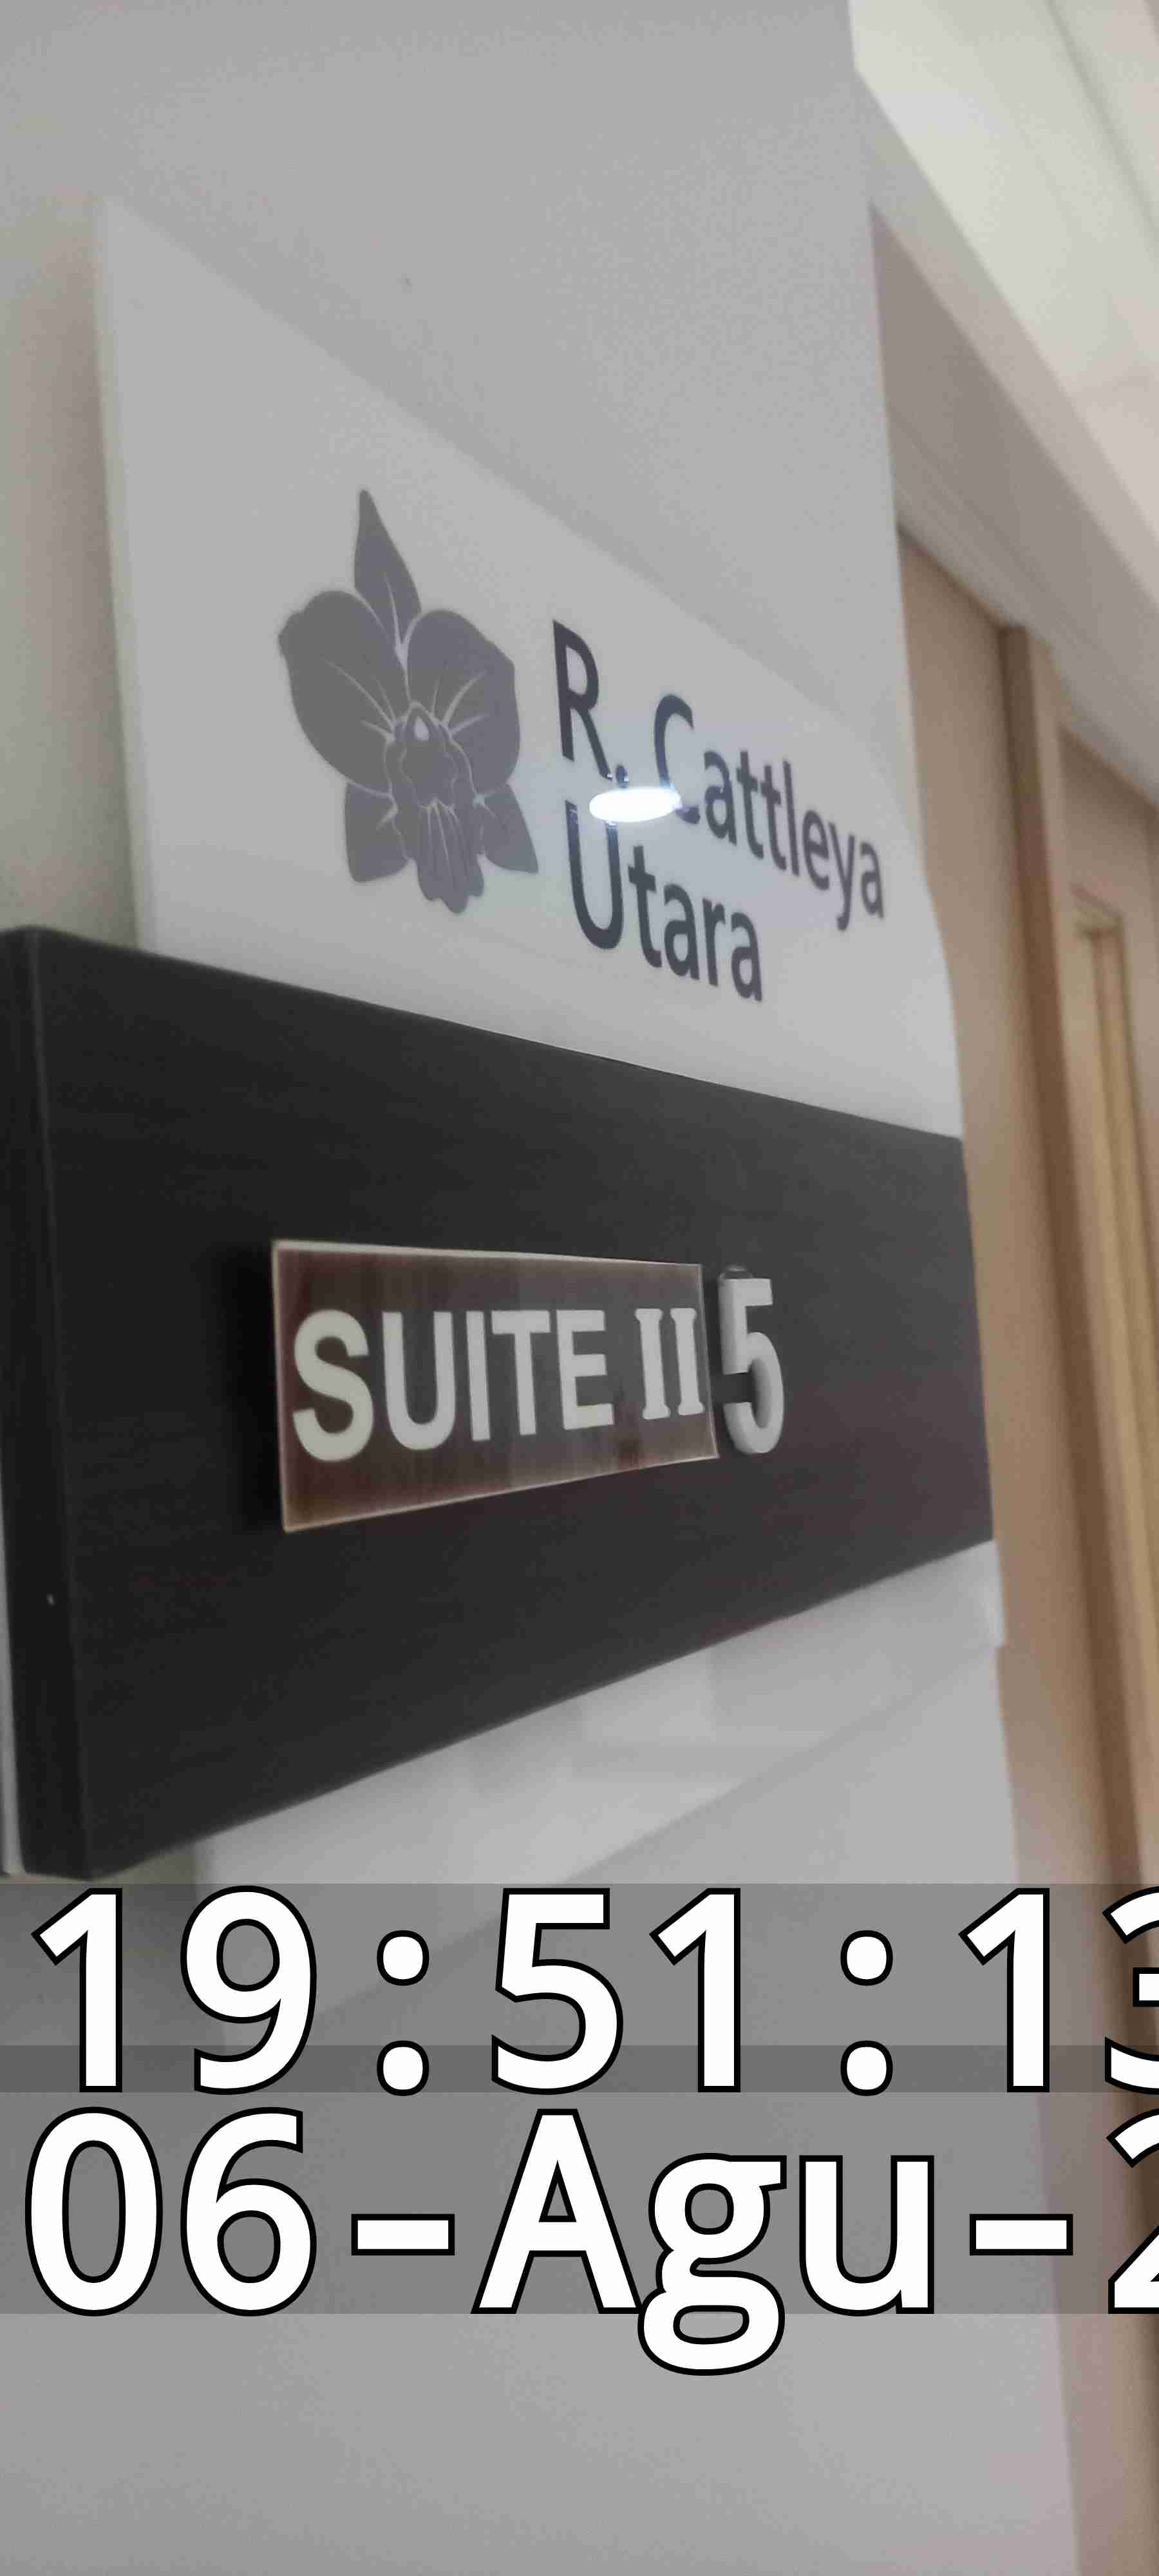 R. Cattleya
Utara
SUITE II 5
19:51:13
06-Agu-2